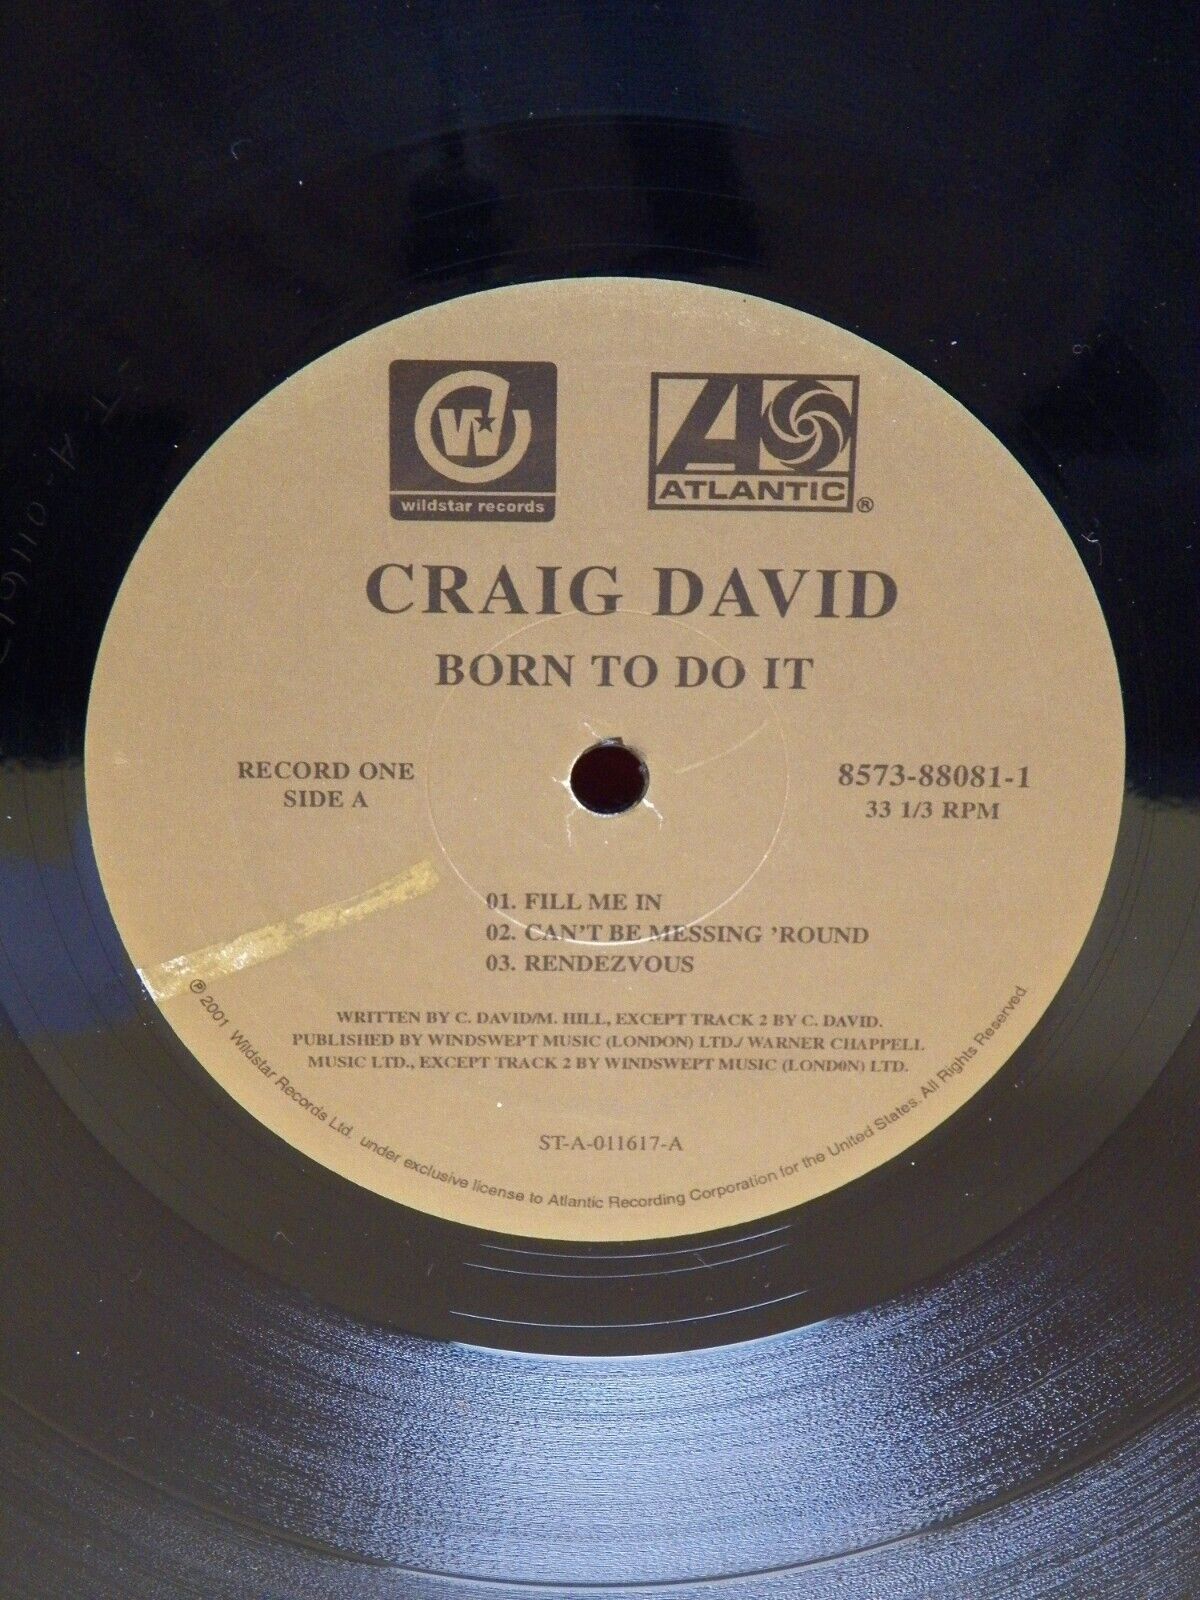 W
wildstar records
A
ATLANTIC®
CRAIG DAVID
BORN TO DO IT
RECORD ONE
SIDE A
8573-88081-1
33 1/3 RPM
01. FILL ME IN
02. CAN'T BE MESSING 'ROUND
03. RENDEZVOUS
WRITTEN BY C. DAVID/M. HILL, EXCEPT TRACK 2 BY C. DAVID.
PUBLISHED BY WINDSWEPT MUSIC (LONDON) LTD./ WARNER CHAPPELL
MUSIC LTD., EXCEPT TRACK 2 BY WINDSWEPT MUSIC (LOND0N) LTD.
ST-A-011617-A
℗ 2001 Wildstar Records Ltd. under exclusive license to Atlantic Recording Corporation for the United States. All Rights Reserved